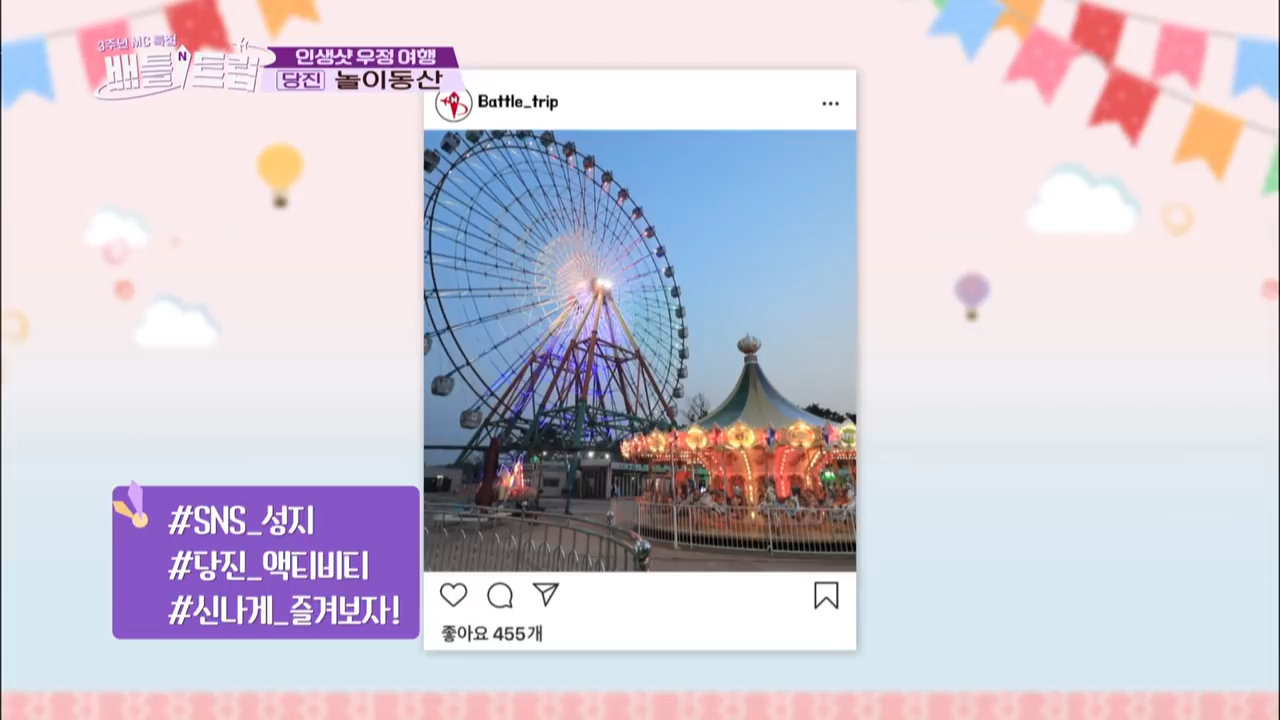 3주년 MC 특집
배틀N트립
인생샷 우정 여행
당진 놀이동산
Battle_trip
#SNS_성지
#당진_액티비티
#신나게_즐겨보자!
좋아요 455개